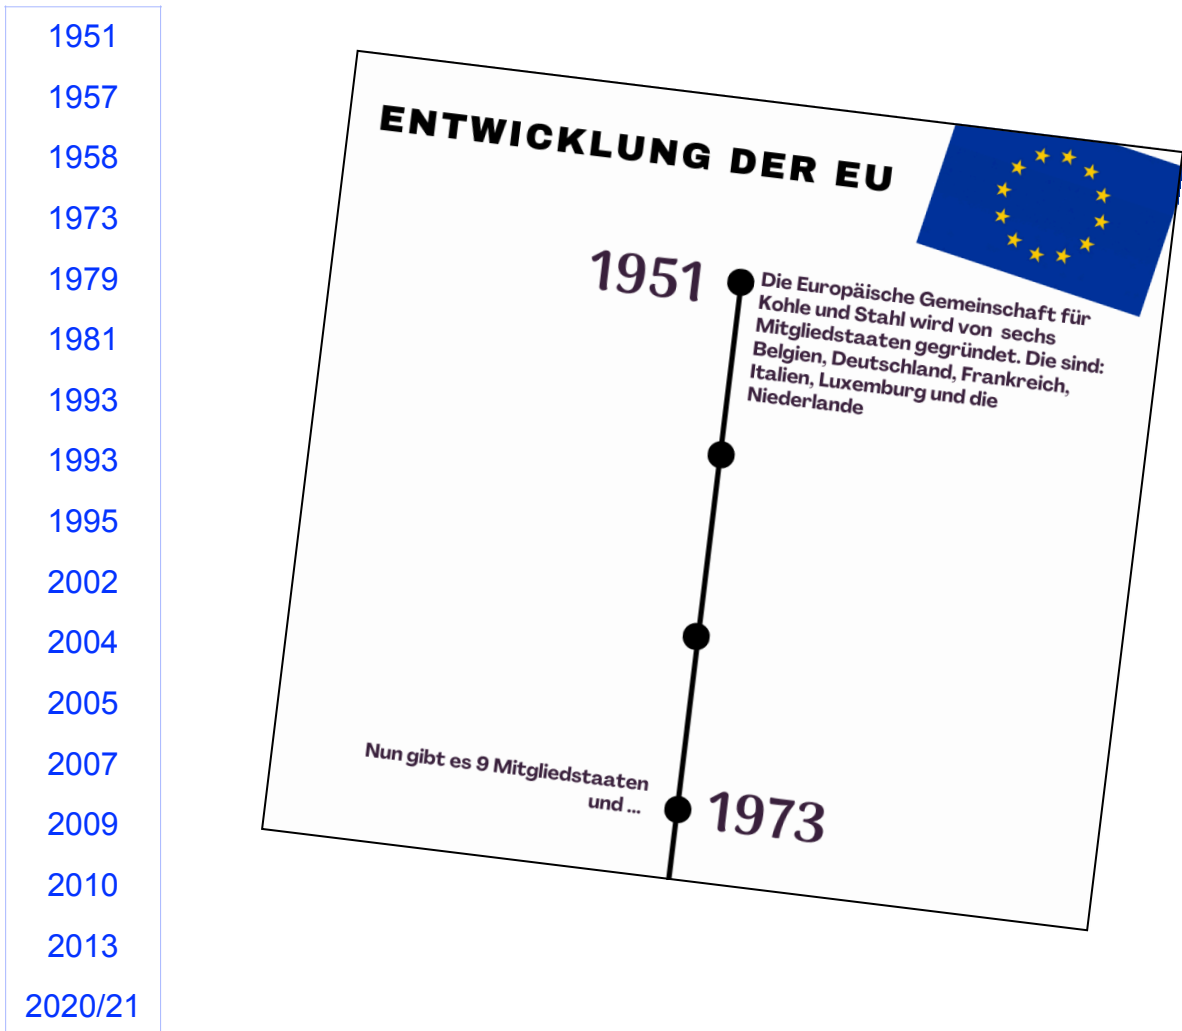 1951
1957
1958
1973
1979
1981
1993
1993
1995
2002
2004
2005
2007
2009
2010
2013
2020/21
ENTWICKLUNG DER EU
1951
Die Europäische Gemeinschaft für
Kohle und Stahl wird von sechs
Mitgliedstaaten gegründet. Die sind:
Belgien, Deutschland, Frankreich,
Italien, Luxemburg und die
Niederlande
Nun gibt es 9 Mitgliedstaaten
und ...
1973